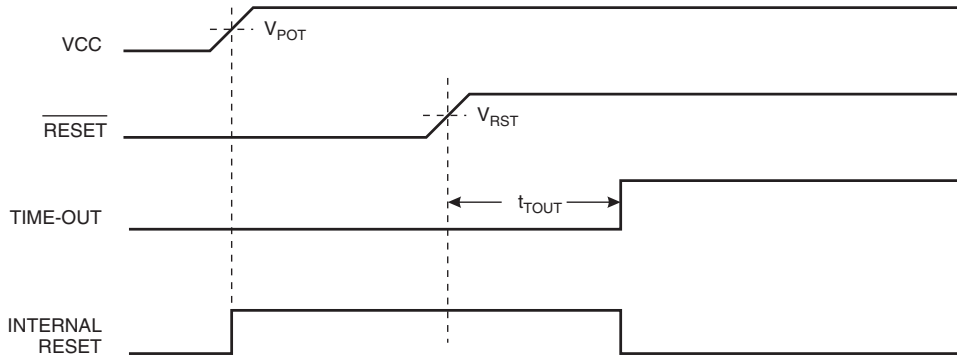 VCC
VPOT
RESET
VRST
TIME-OUT
tTOUT
INTERNAL
RESET